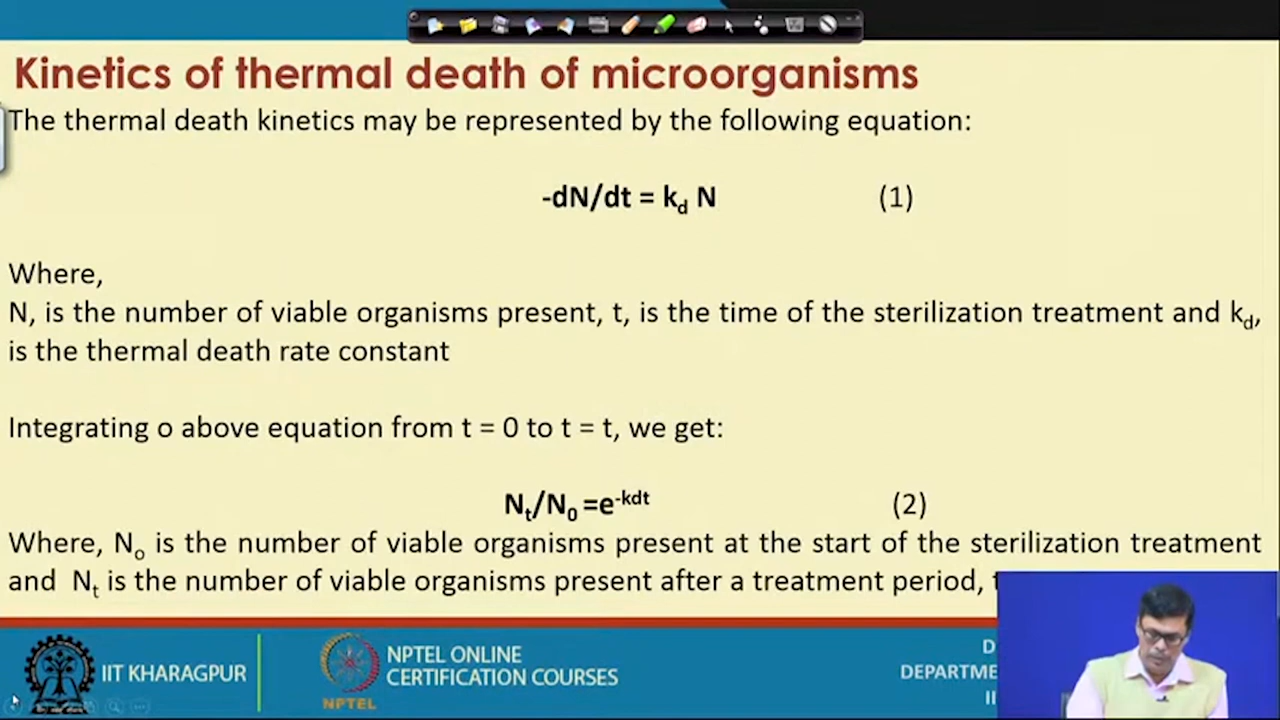 Kinetics of thermal death of microorganisms
The thermal death kinetics may be represented by the following equation:
-dN/dt = kd N (1)
Where,
N, is the number of viable organisms present, t, is the time of the sterilization treatment and kd,
is the thermal death rate constant
Integrating o above equation from t = 0 to t = t, we get:
Nt/N0 =e-kdt (2)
Where, No is the number of viable organisms present at the start of the sterilization treatment
and Nt is the number of viable organisms present after a treatment period, t
IIT KHARAGPUR
NPTEL
NPTEL ONLINE
CERTIFICATION COURSES
D
DEPARTME
II